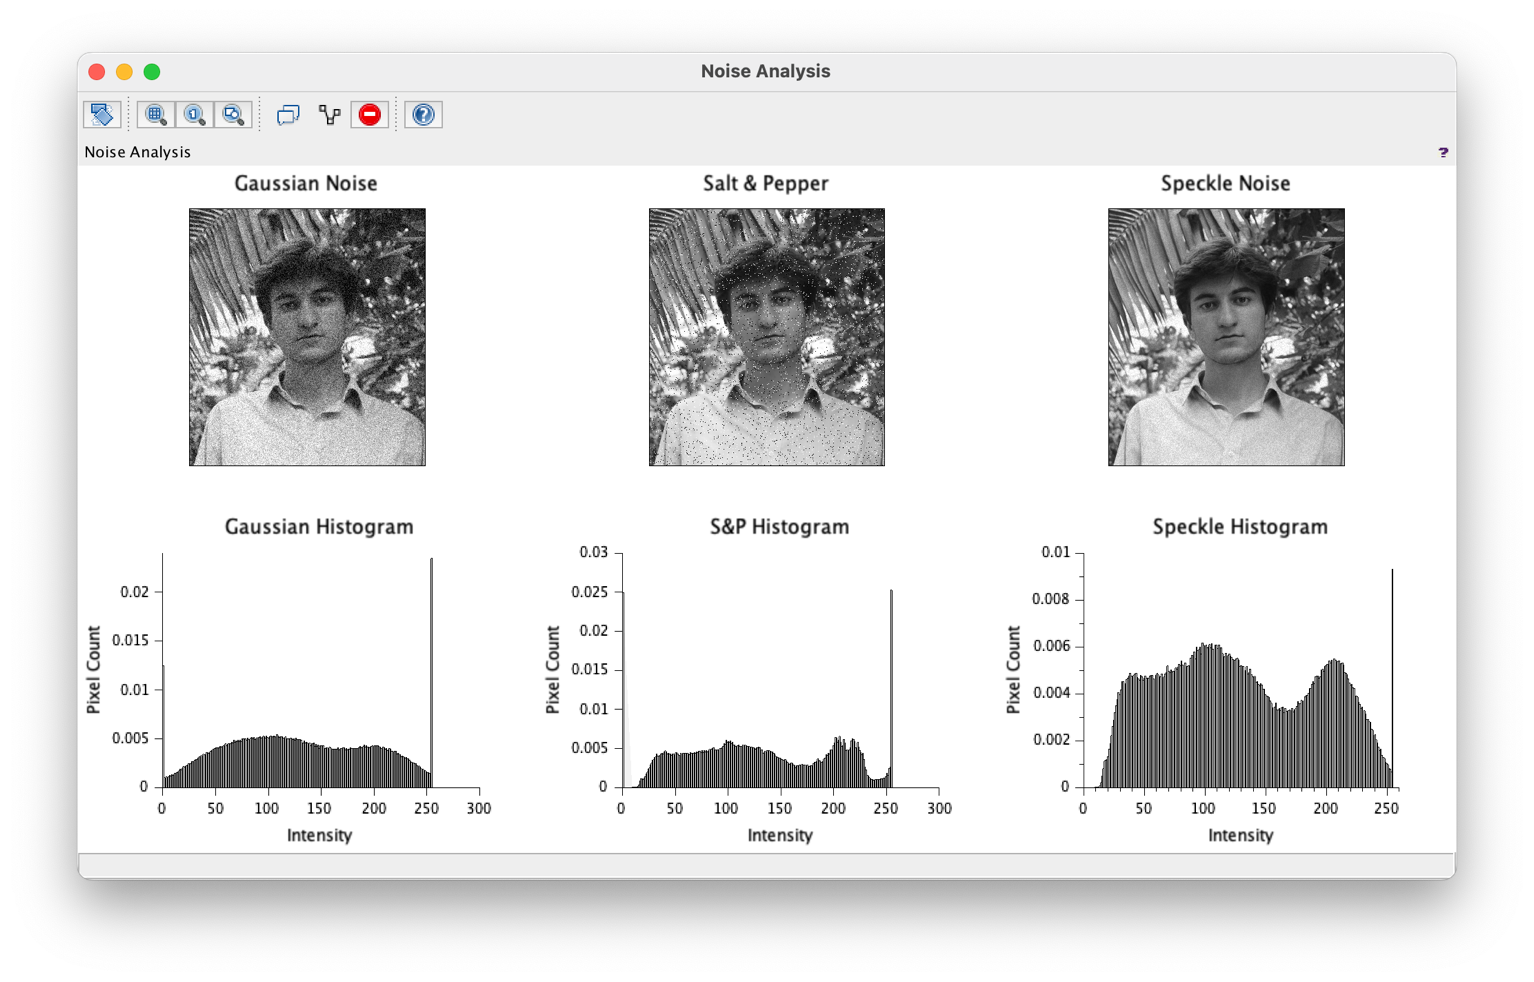 Noise Analysis
Noise Analysis
?
Gaussian Noise
Salt & Pepper
Speckle Noise
Gaussian Histogram
0.02
0.015
0.01
0.005
0
Pixel Count
0 50 100 150 200 250 300
Intensity
S&P Histogram
0.03
0.025
0.02
0.015
0.01
0.005
0
Pixel Count
0 50 100 150 200 250 300
Intensity
Speckle Histogram
0.01
0.008
0.006
0.004
0.002
0
Pixel Count
0 50 100 150 200 250
Intensity